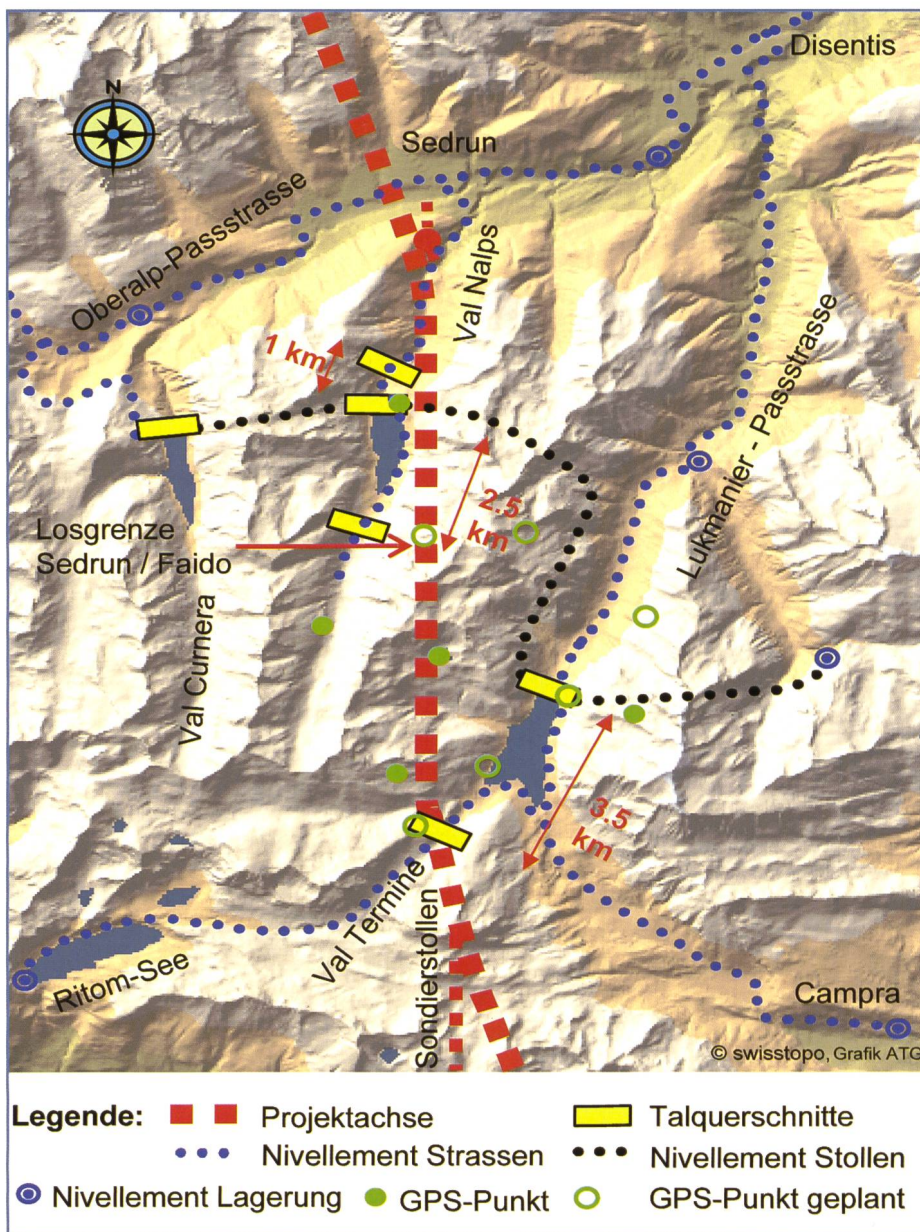 N
Disentis
Sedrun
Oberalp-Passstrasse
Val Nalps
1 km
Lukmanier - Passstrasse
2.5
km
Losgrenze
Sedrun / Faido
Val Curnera
3.5
km
Val Termine
Sondierstollen
Ritom-See
Campra
© swisstopo, Grafik ATG
Legende: Projektachse Talquerschnitte
Nivellement Strassen Nivellement Stollen
Nivellement Lagerung GPS-Punkt GPS-Punkt geplant